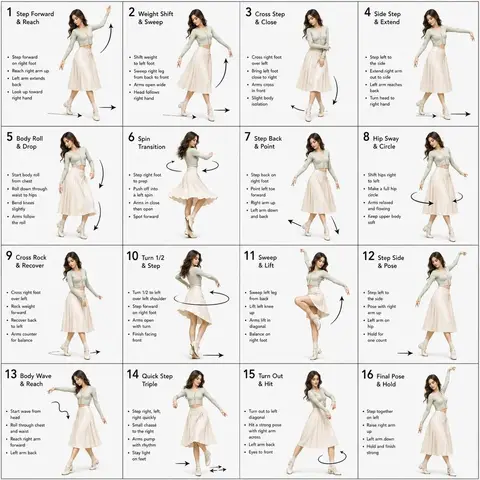 1 Step Forward
& Reach
• Step forward
on right foot
• Reach right arm up
• Left arm extends
back
• Look up toward
right hand
2 Weight Shift
& Sweep
• Shift weight
to left foot
• Sweep right leg
from back to front
• Arms open wide
• Head follows right
hand
3 Cross Step
& Close
• Cross right foot
over left
• Bring left foot close
to right
• Arms cross
in front
• Slight body
isolation
4 Side Step
& Extend
• Step left to the
side
• Extend right arm
out to side
• Left arm reaches
back
• Turn head to right
hand
5 Body Roll
& Drop
• Start body roll
from chest
• Roll down through
waist to hips
• Bend knees
slightly
• Arms follow the
roll
6 Spin
Transition
• Step right foot
to prep
• Push off into
a left spin
• Arms in close
then open
• Spot forward
7 Step Back
& Point
• Step back on
right foot
• Point left toe
forward
• Right arm up
• Left arm down
and back
8 Hip Sway
& Circle
• Shift hips right
to left
• Make a full hip
circle
• Arms relaxed
and flowing
• Keep upper body
soft
9 Cross Rock
& Recover
• Cross right foot
over left
• Rock weight
forward
• Recover back
to left
• Arms counter
for balance
10 Turn 1/2
& Step
• Turn 1/2 to left
over left shoulder
• Step forward
on right foot
• Arms open
with turn
• Finish facing
front
11 Sweep
& Lift
• Sweep left leg
from back
• Lift left knee
up
• Arms lift in
diagonal
• Balance on
right foot
12 Step Side
& Pose
• Step left to
the side
• Pose with right
arm up
• Left arm on
hip
• Hold for
one count
13 Body Wave
& Reach
• Start wave from
head
• Roll through chest
and waist
• Reach right arm
forward
• Left arm back
14 Quick Step
Triple
• Step right, left,
right quickly
• Small chassé to
the right
• Arms pump with
rhythm
• Stay light
on feet
15 Turn Out
& Hit
• Turn out to left
diagonal
• Hit a strong
pose with right
arm across
• Left arm back
• Eyes to front
16 Final Pose
& Hold
• Step together
on left
• Raise right arm
up
• Left arm down
• Hold and finish
strong